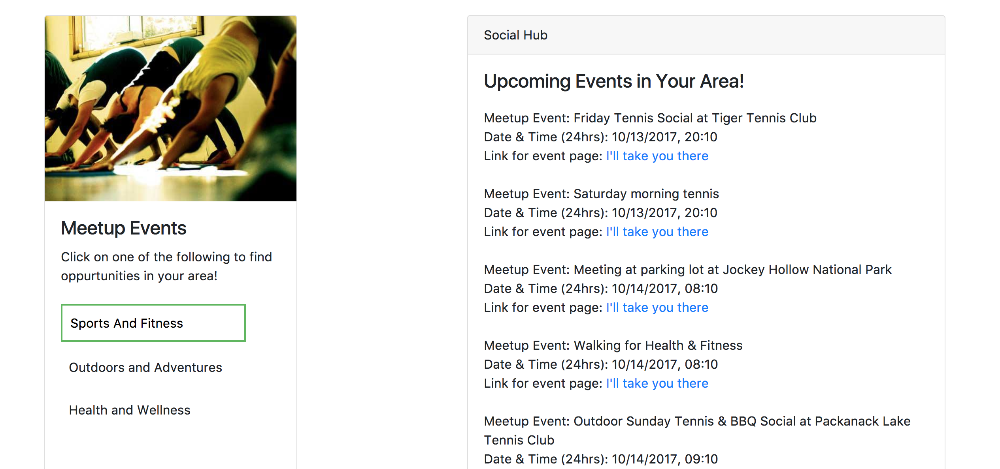 Meetup Events
Click on one of the following to find
oppurtunities in your area!
Sports And Fitness
Outdoors and Adventures
Health and Wellness
Social Hub
Upcoming Events in Your Area!
Meetup Event: Friday Tennis Social at Tiger Tennis Club
Date & Time (24hrs): 10/13/2017, 20:10
Link for event page: I'll take you there
Meetup Event: Saturday morning tennis
Date & Time (24hrs): 10/13/2017, 20:10
Link for event page: I'll take you there
Meetup Event: Meeting at parking lot at Jockey Hollow National Park
Date & Time (24hrs): 10/14/2017, 08:10
Link for event page: I'll take you there
Meetup Event: Walking for Health & Fitness
Date & Time (24hrs): 10/14/2017, 08:10
Link for event page: I'll take you there
Meetup Event: Outdoor Sunday Tennis & BBQ Social at Packanack Lake
Tennis Club
Date & Time (24hrs): 10/14/2017, 09:10